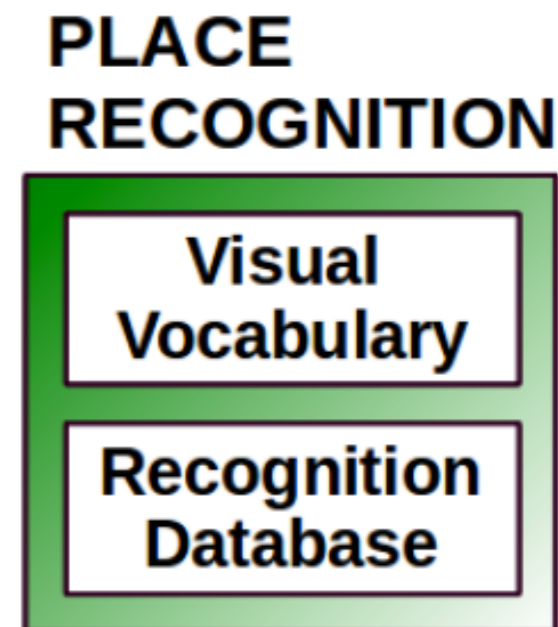 PLACE
RECOGNITION
Visual
Vocabulary
Recognition
Database